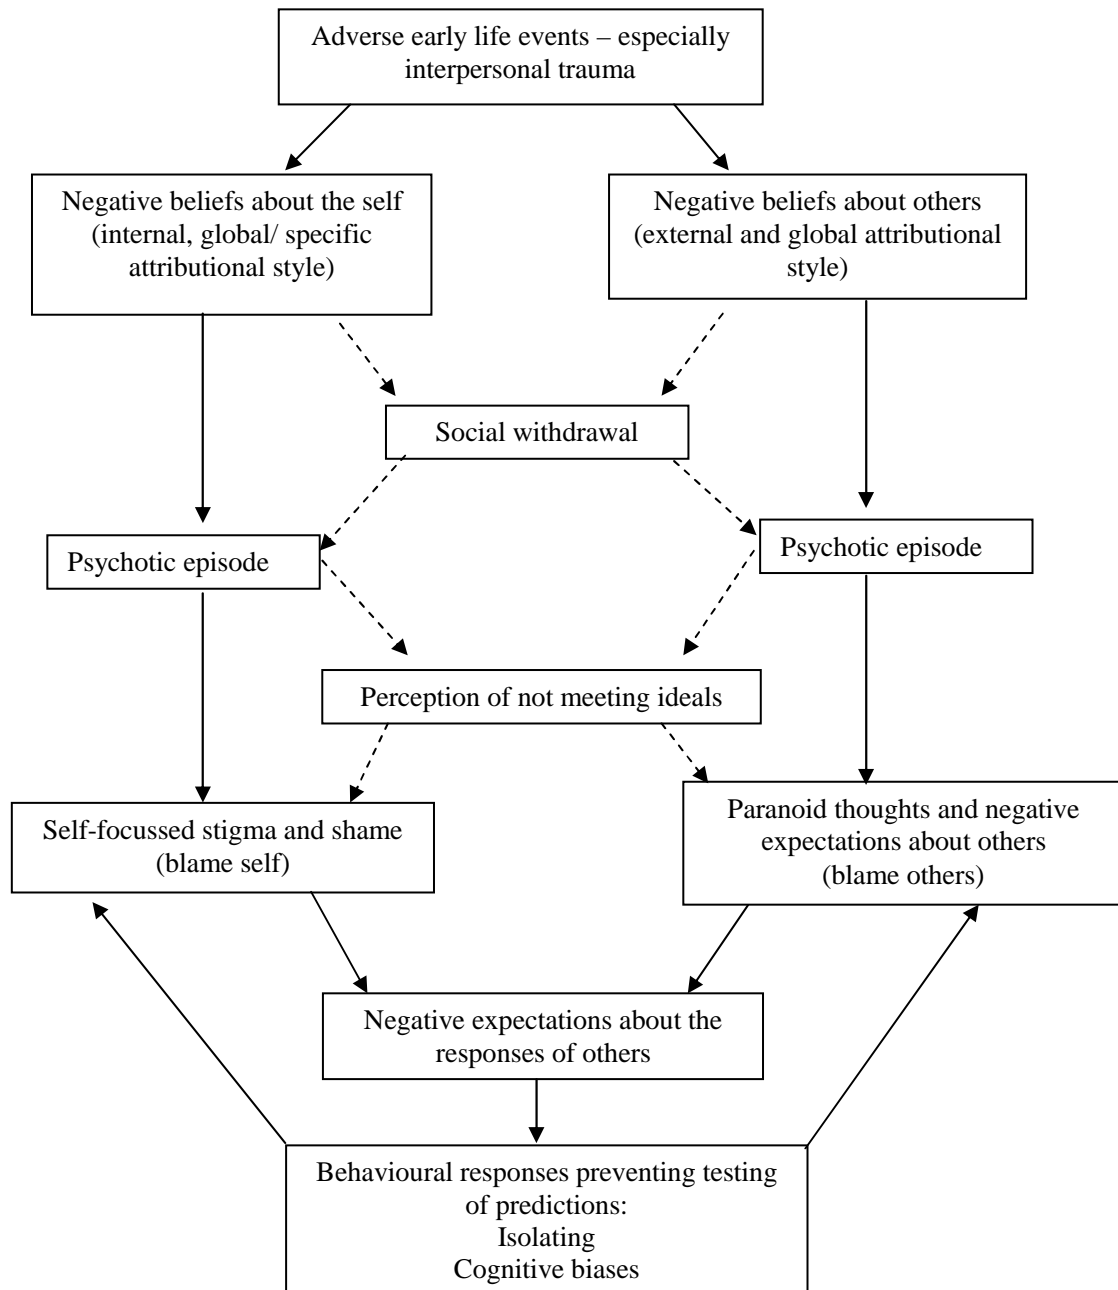 Adverse early life events – especially
interpersonal trauma
Negative beliefs about the self
(internal, global/ specific
attributional style)
Negative beliefs about others
(external and global attributional
style)
Social withdrawal
Psychotic episode
Psychotic episode
Perception of not meeting ideals
Self-focussed stigma and shame
(blame self)
Paranoid thoughts and negative
expectations about others
(blame others)
Negative expectations about the
responses of others
Behavioural responses preventing testing
of predictions:
Isolating
Cognitive biases